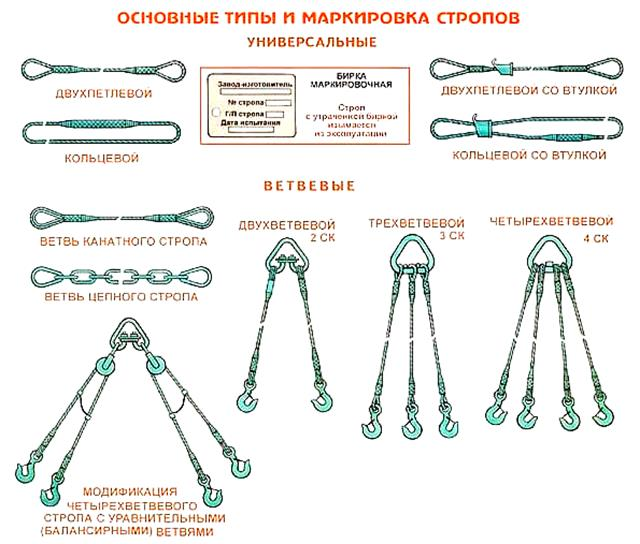 ОСНОВНЫЕ ТИПЫ И МАРКИРОВКА СТРОПОВ
УНИВЕРСАЛЬНЫЕ
ДВУХПЕТЛЕВОЙ
КОЛЬЦЕВОЙ
Завод-изготовитель
№ стропа
Г/П стропа
Дата испытания
БИРКА
МАРКИРОВОЧНАЯ
Строп
с утраченной биркой
изымается
из эксплуатации
ДВУХПЕТЛЕВОЙ СО ВТУЛКОЙ
КОЛЬЦЕВОЙ СО ВТУЛКОЙ
ВЕТВЕВЫЕ
ВЕТВЬ КАНАТНОГО СТРОПА
ВЕТВЬ ЦЕПНОГО СТРОПА
ДВУХВЕТВЕВОЙ
2 СК
ТРЕХВЕТВЕВОЙ
3 СК
ЧЕТЫРЕХВЕТВЕВОЙ
4 СК
МОДИФИКАЦИЯ
ЧЕТЫРЕХВЕТВЕВОГО
СТРОПА С УРАВНИТЕЛЬНЫМИ
(БАЛАНСИРНЫМИ) ВЕТВЯМИ